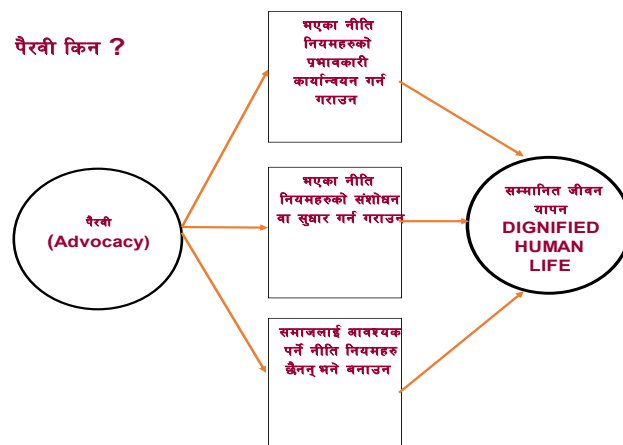 पैरवी किन ?
भएका नीति
नियमहरुको
प्रभावकारी
कार्यान्वयन गर्न
गराउन
पैरवी
(Advocacy)
भएका नीति
नियमहरुको संशोधन
वा सुधार गर्न गराउन
सम्मानित जीवन
यापन
DIGNIFIED
HUMAN
LIFE
समाजलाई आवश्यक
पर्ने नीति नियमहरु
छैनन् भने बनाउन